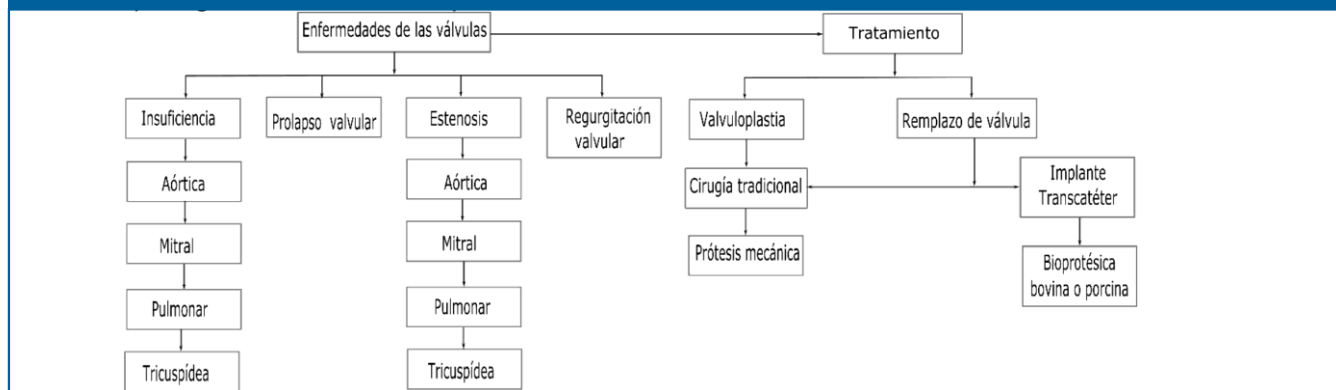 Enfermedades de las válvulas
Tratamiento
Insuficiencia
Prolapso valvular
Estenosis
Regurgitación
valvular
Valvuloplastia
Remplazo de válvula
Aórtica
Aórtica
Cirugía tradicional
Implante
Transcatéter
Mitral
Mitral
Prótesis mecánica
Bioprotésica
bovina o porcina
Pulmonar
Pulmonar
Tricuspídea
Tricuspídea